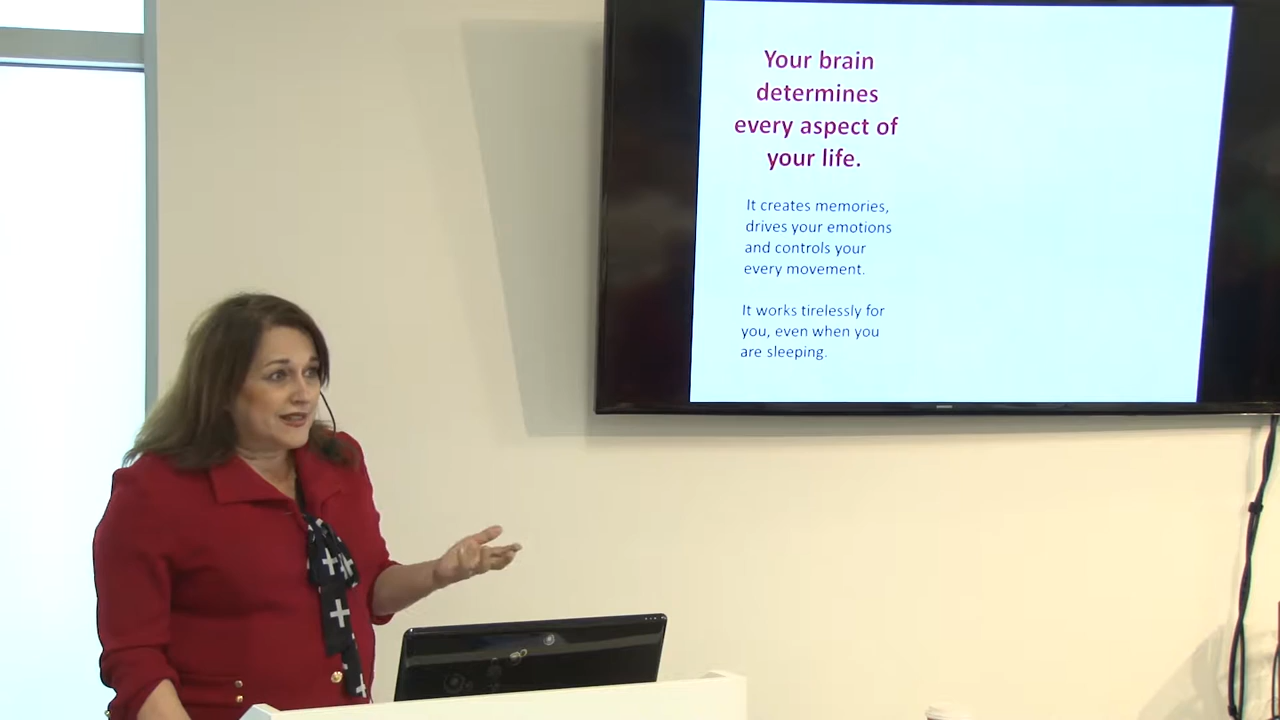 Your brain
determines
every aspect of
your life.
It creates memories,
drives your emotions
and controls your
every movement.
It works tirelessly for
you, even when you
are sleeping.